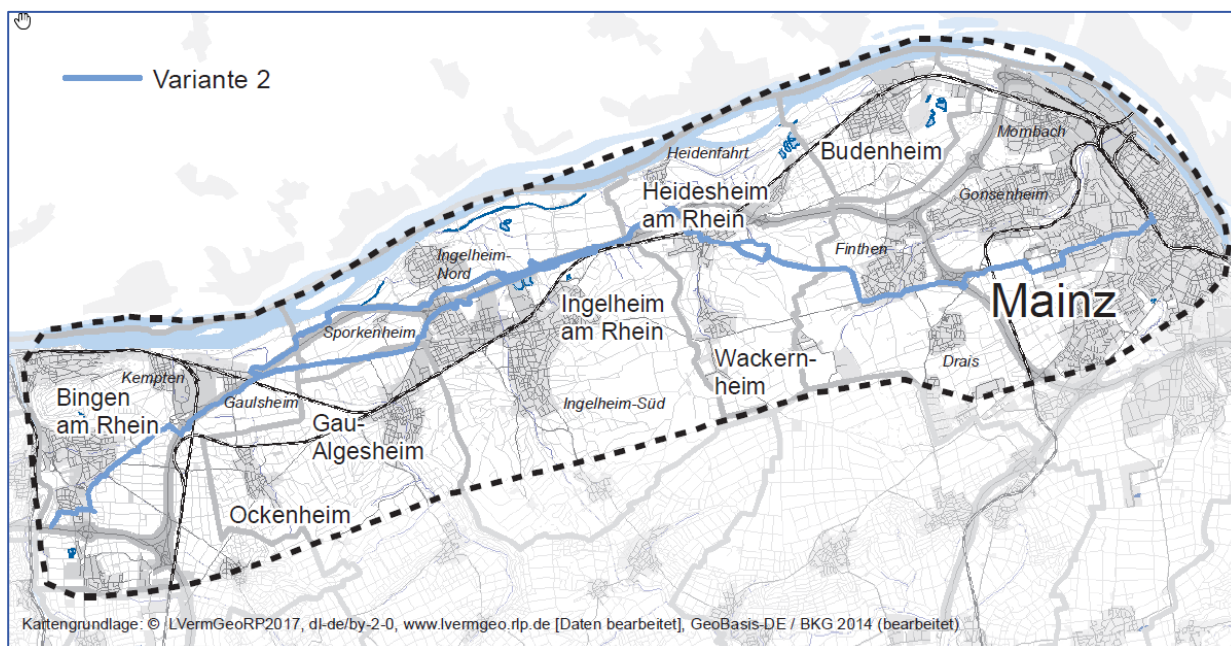 Variante 2
Mombach
Heidenfahrt
Budenheim
Heidesheim
am Rhein
Gonsenheim
Finthen
Ingelheim-
Nord
Mainz
Ingelheim
am Rhein
Sporkenheim
Wackern-
heim
Drais
Kempten
Bingen
am Rhein
Gaulsheim
Ingelheim-Süd
Gau-
Algesheim
Ockenheim
Kartengrundlage: © LVermGeoRP2017, dl-de/by-2-0, www.lvermgeo.rlp.de [Daten bearbeitet], GeoBasis-DE / BKG 2014 (bearbeitet)